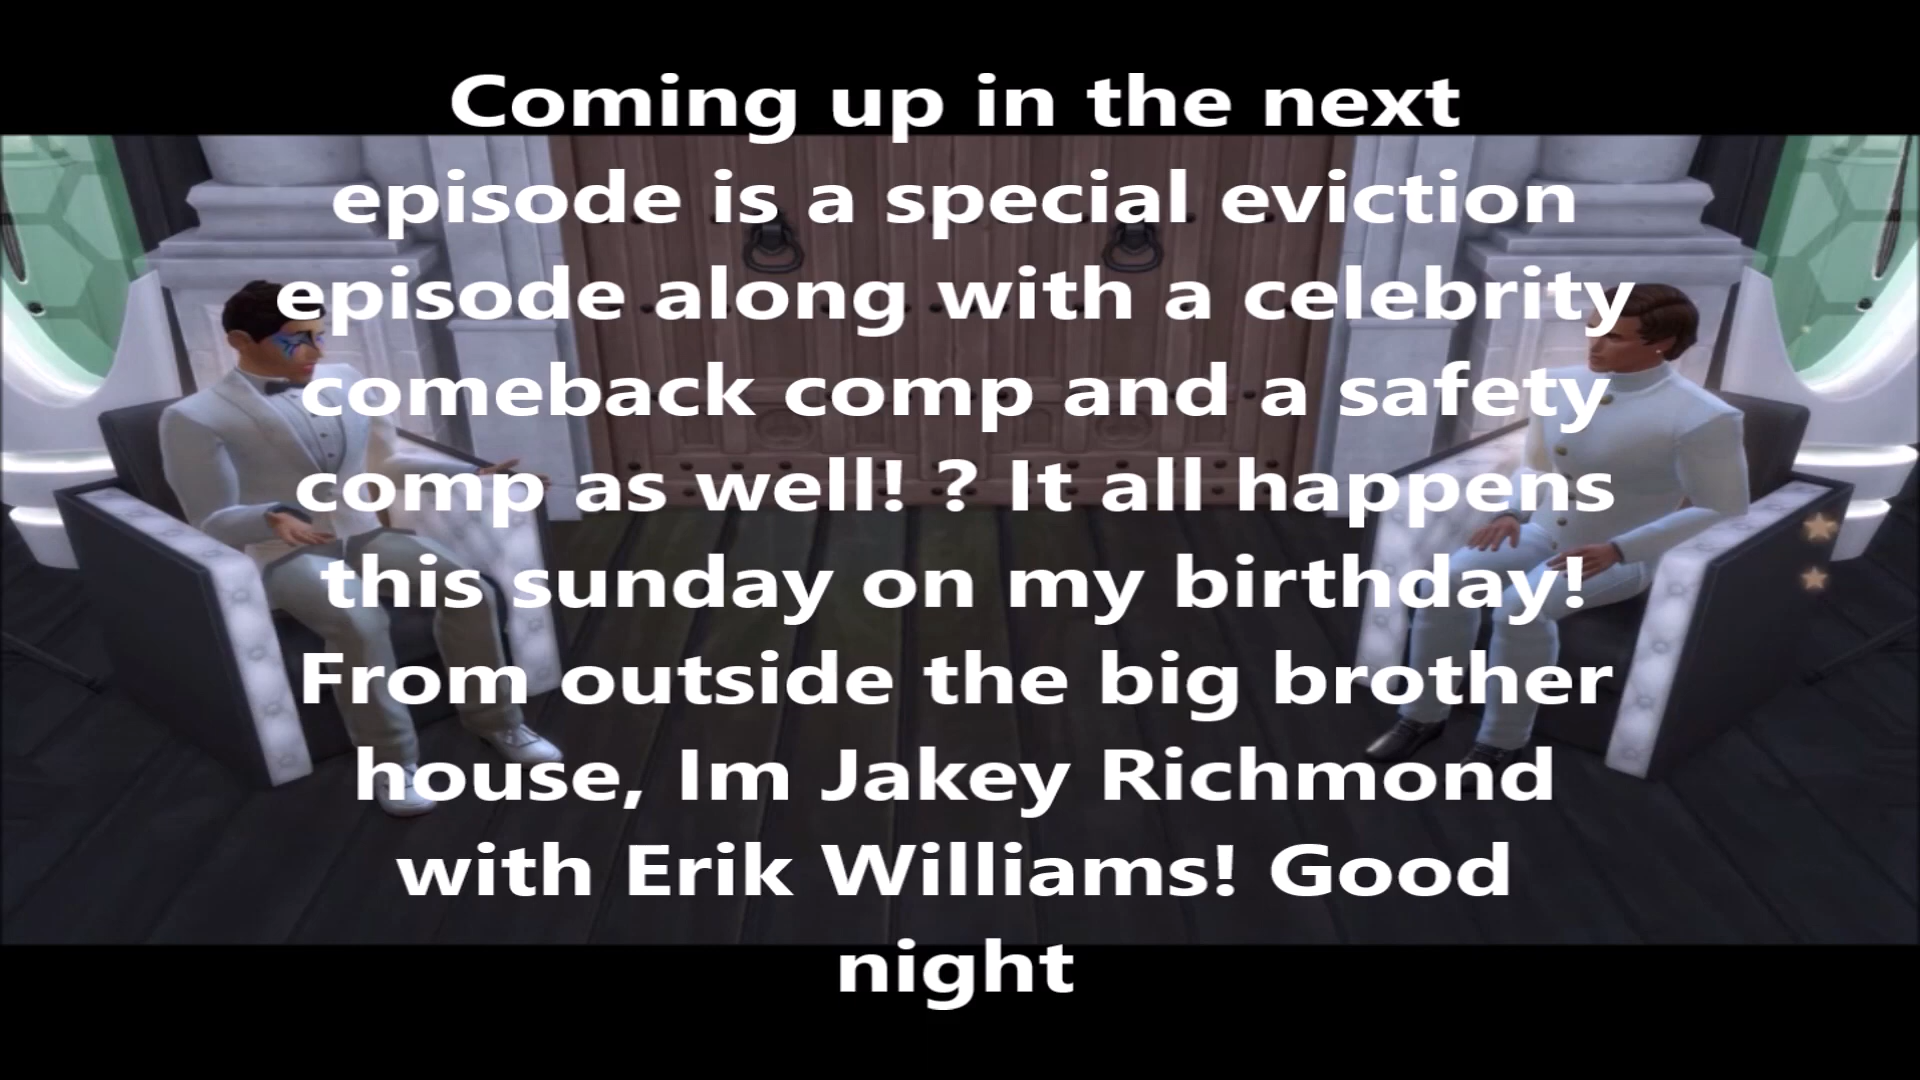 Coming up in the next
episode is a special eviction
episode along with a celebrity
comeback comp and a safety
comp as well! ? It all happens
this sunday on my birthday!
From outside the big brother
house, Im Jakey Richmond
with Erik Williams! Good
night